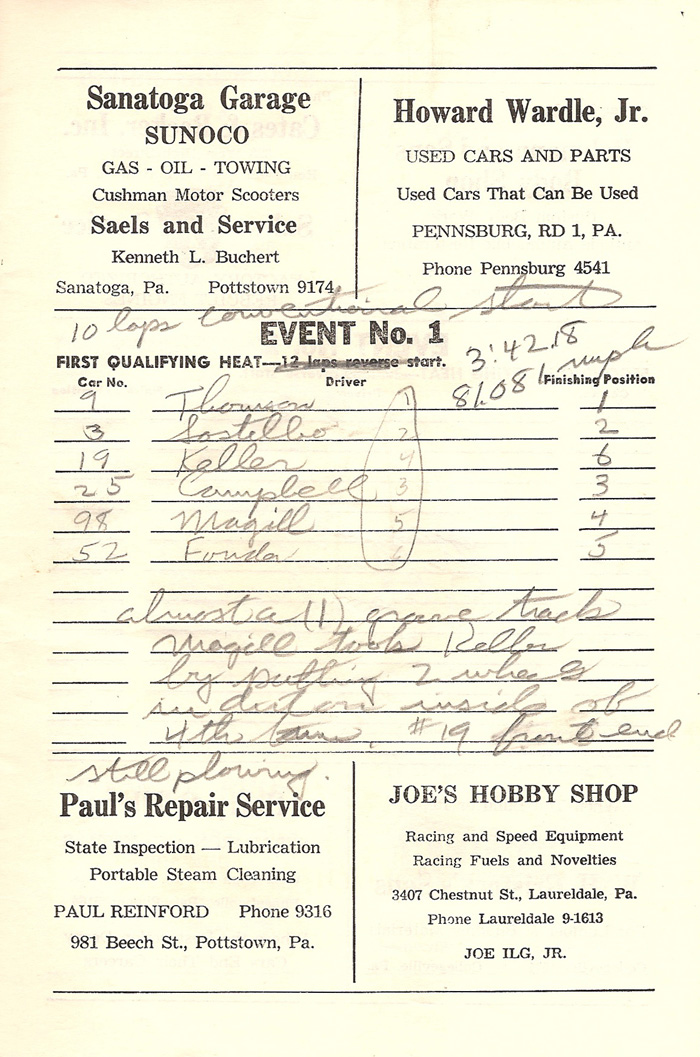 Sanatoga Garage
SUNOCO
GAS - OIL - TOWING
Cushman Motor Scooters
Saels and Service
Kenneth L. Buchert
Sanatoga, Pa. Pottstown 9174
Howard Wardle, Jr.
USED CARS AND PARTS
Used Cars That Can Be Used
PENNSBURG, RD 1, PA.
Phone Pennsburg 4541
10 laps conventional start
EVENT No. 1
3:42.18
FIRST QUALIFYING HEAT—12 laps reverse start.
81.081 mph
Car No. Driver Finishing Position
9 Thomson 1 1
3 Sostello 2 2
19 Keller 4 6
25 Campbell 3 3
98 Magill 5 4
52 Fonda 6 5
almost a (1) groove track
Magill took Keller
by putting 2 wheels
in dirt on inside of
4th turn. #19 front end
still plowing.
Paul's Repair Service
State Inspection — Lubrication
Portable Steam Cleaning
PAUL REINFORD Phone 9316
981 Beech St., Pottstown, Pa.
JOE'S HOBBY SHOP
Racing and Speed Equipment
Racing Fuels and Novelties
3407 Chestnut St., Laureldale, Pa.
Phone Laureldale 9-1613
JOE ILG, JR.